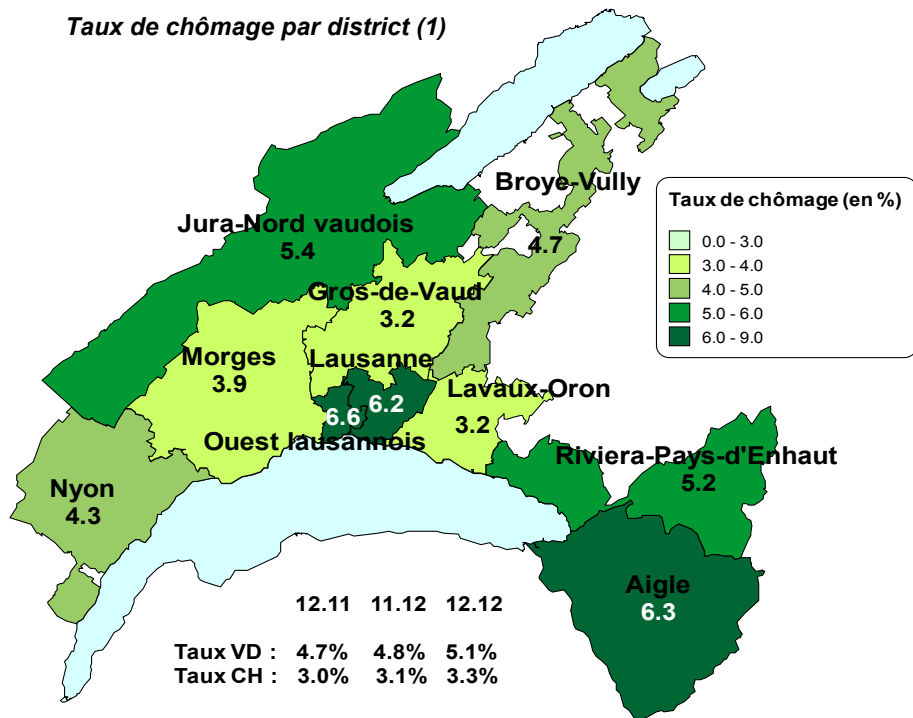 Taux de chômage par district (1)
Broye-Vully
4.7
Taux de chômage (en %)
0.0 - 3.0
3.0 - 4.0
4.0 - 5.0
5.0 - 6.0
6.0 - 9.0
Jura-Nord vaudois
5.4
Gros-de-Vaud
3.2
Morges
3.9
Lausanne
6.2
6.6
Ouest lausannois
Lavaux-Oron
3.2
Riviera-Pays-d'Enhaut
5.2
Nyon
4.3
Aigle
6.3
12.11 11.12 12.12
Taux VD : 4.7% 4.8% 5.1%
Taux CH : 3.0% 3.1% 3.3%